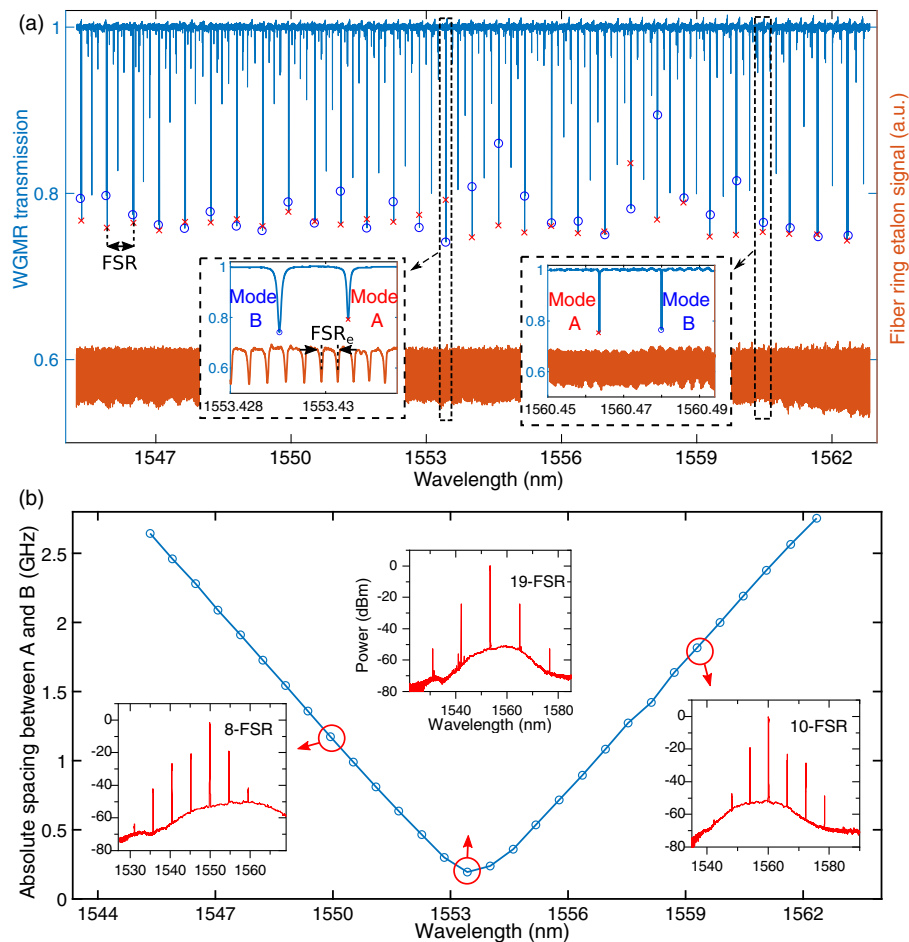 (a)
1
0.8
0.6
WGMR transmission
Fiber ring etalon signal (a.u.)
FSR
1
0.8
0.6
Mode
B
Mode
A
FSRe
1553.428
1553.43
1
0.8
0.6
Mode
A
Mode
B
1560.45
1560.47
1560.49
1547
1550
1553
1556
1559
1562
Wavelength (nm)
(b)
Absolute spacing between A and B (GHz)
2.5
2
1.5
1
0.5
0
0
-20
-40
-60
-80
8-FSR
1530
1540
1550
1560
Power (dBm)
0
-20
-40
-60
-80
19-FSR
1540
1560
1580
Wavelength (nm)
0
-20
-40
-60
-80
10-FSR
1540
1560
1580
1544
1547
1550
1553
1556
1559
1562
Wavelength (nm)